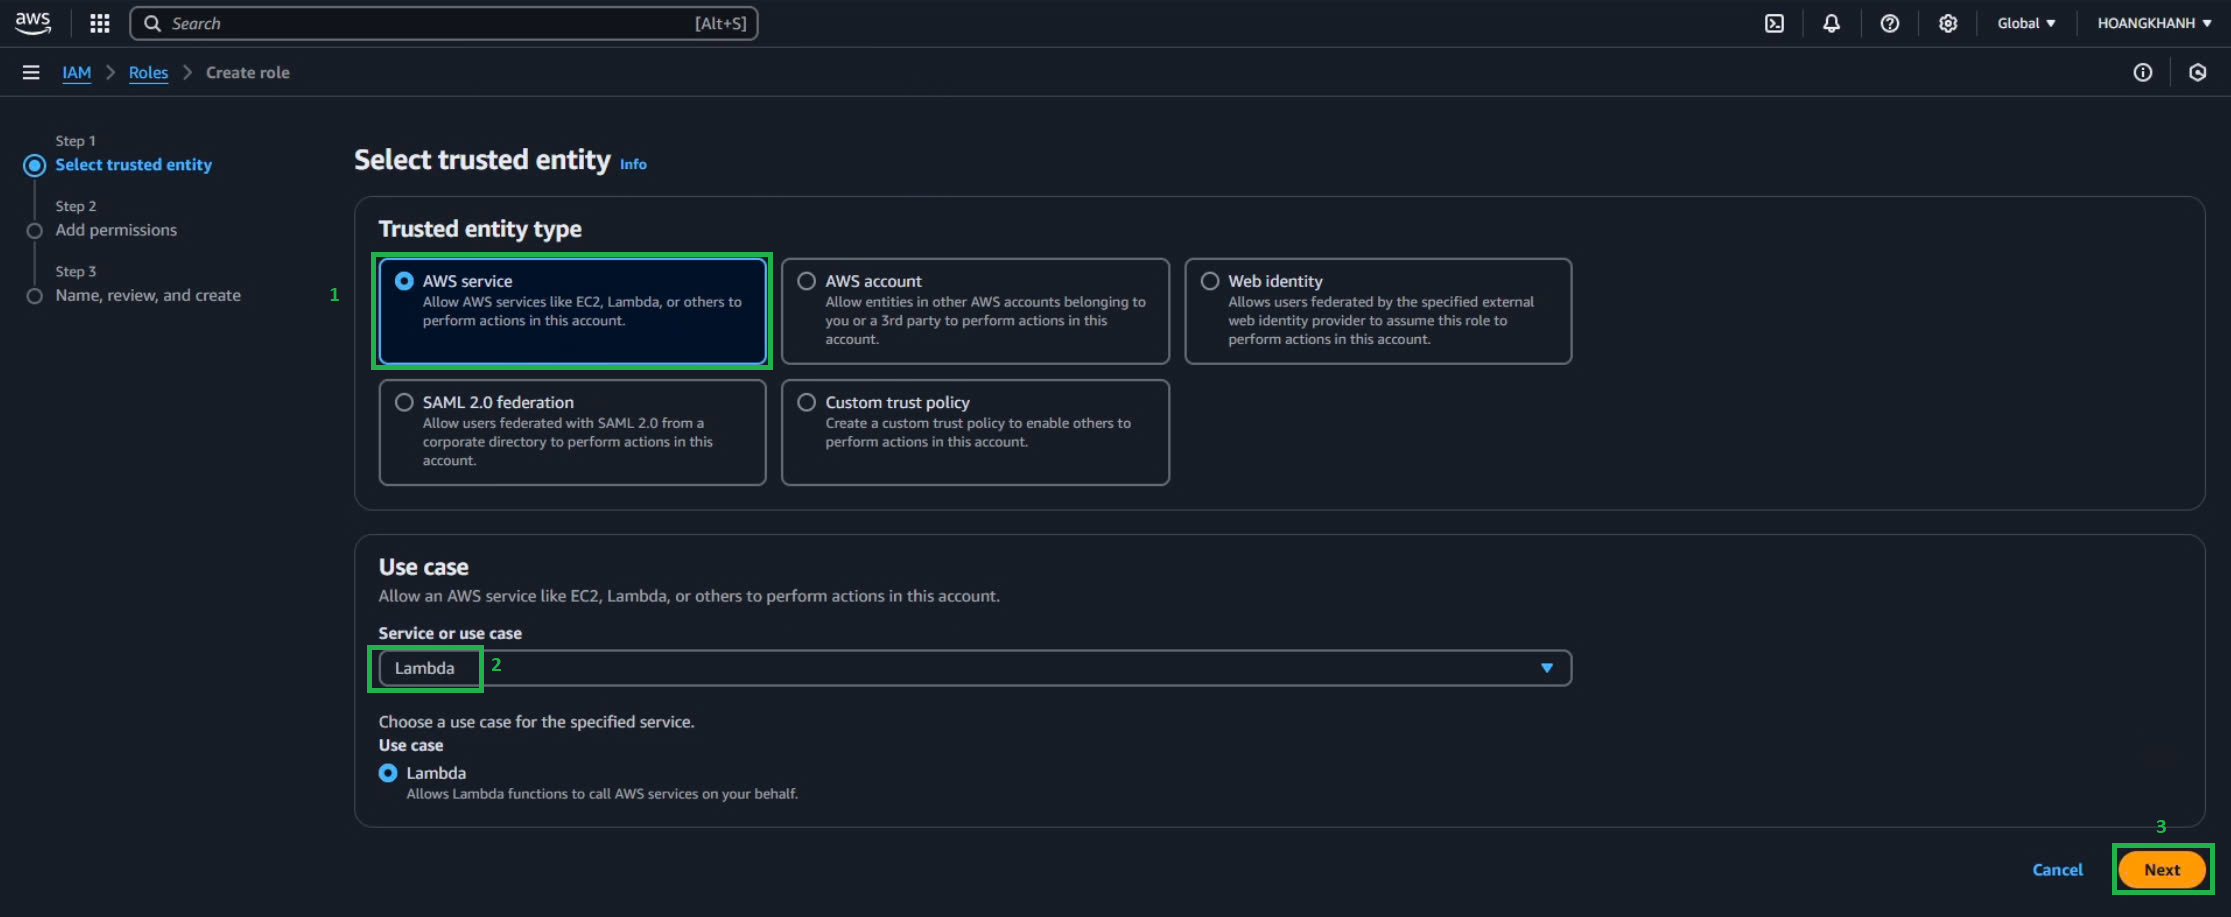 aws
Search [Alt+S]
Global
HOANGKHANH
IAM > Roles > Create role
Step 1
Select trusted entity
Step 2
Add permissions
Step 3
Name, review, and create
Select trusted entity Info
Trusted entity type
1
AWS service
Allow AWS services like EC2, Lambda, or others to
perform actions in this account.
AWS account
Allow entities in other AWS accounts belonging to
you or a 3rd party to perform actions in this
account.
Web identity
Allows users federated by the specified external
web identity provider to assume this role to
perform actions in this account.
SAML 2.0 federation
Allow users federated with SAML 2.0 from a
corporate directory to perform actions in this
account.
Custom trust policy
Create a custom trust policy to enable others to
perform actions in this account.
Use case
Allow an AWS service like EC2, Lambda, or others to perform actions in this account.
Service or use case
Lambda 2
Choose a use case for the specified service.
Use case
Lambda
Allows Lambda functions to call AWS services on your behalf.
3
Cancel
Next